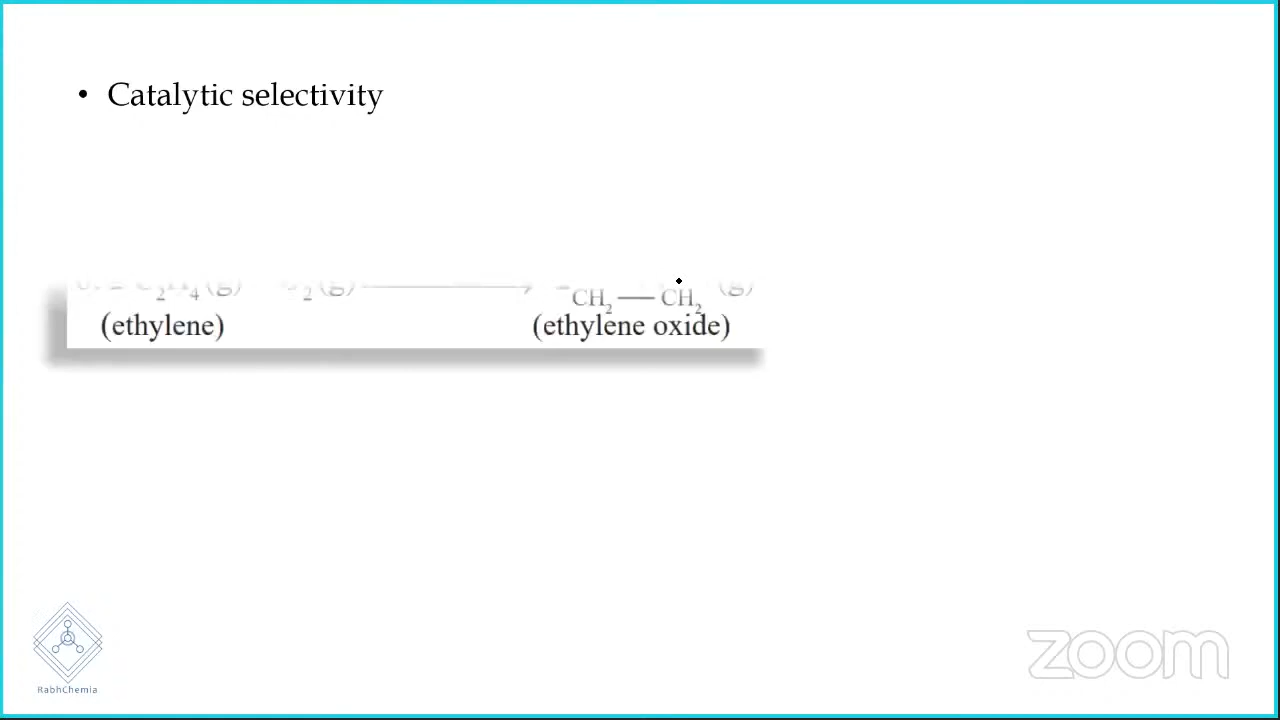 • Catalytic selectivity
CH₂ — CH₂ (g)
(ethylene) (ethylene oxide)
RabhChemia
zoom